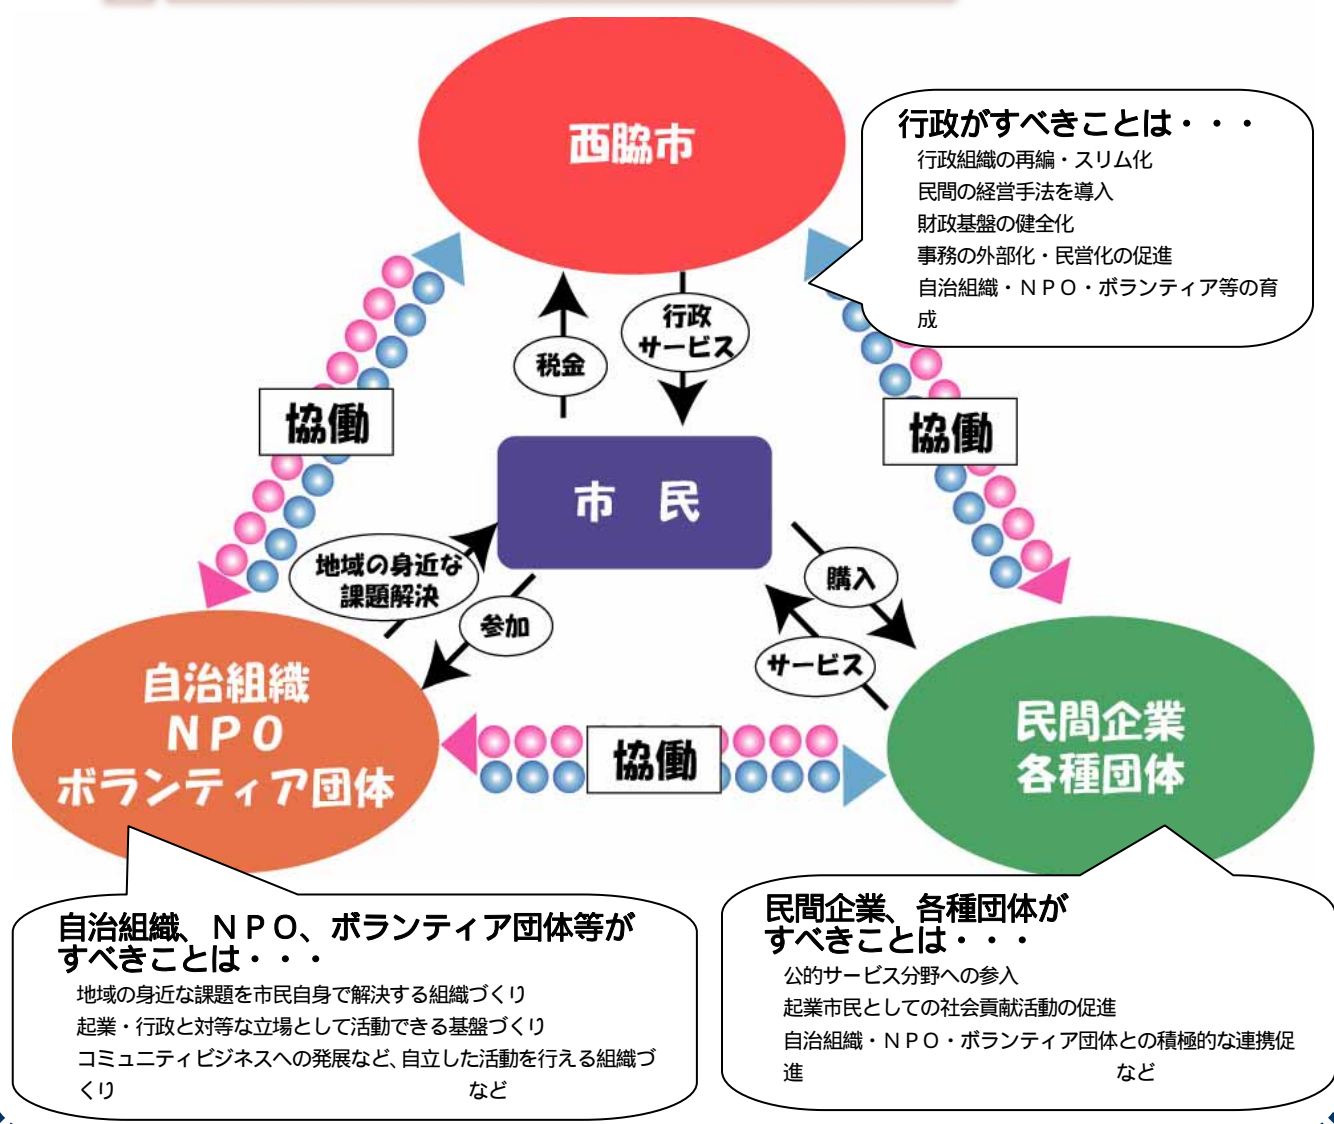 西脇市
行政がすべきことは・・・
行政組織の再編・スリム化
民間の経営手法を導入
財政基盤の健全化
事務の外部化・民営化の促進
自治組織・ＮＰＯ・ボランティア等の育
成
税金
行政
サービス
協働
協働
市　民
地域の身近な
課題解決
参加
購入
サービス
自治組織
ＮＰＯ
ボランティア団体
協働
民間企業
各種団体
自治組織、ＮＰＯ、ボランティア団体等が
すべきことは・・・
地域の身近な課題を市民自身で解決する組織づくり
起業・行政と対等な立場として活動できる基盤づくり
コミュニティビジネスへの発展など、自立した活動を行える組織づ
くり　など
民間企業、各種団体が
すべきことは・・・
公的サービス分野への参入
起業市民としての社会貢献活動の促進
自治組織・ＮＰＯ・ボランティア団体との積極的な連携促
進　など